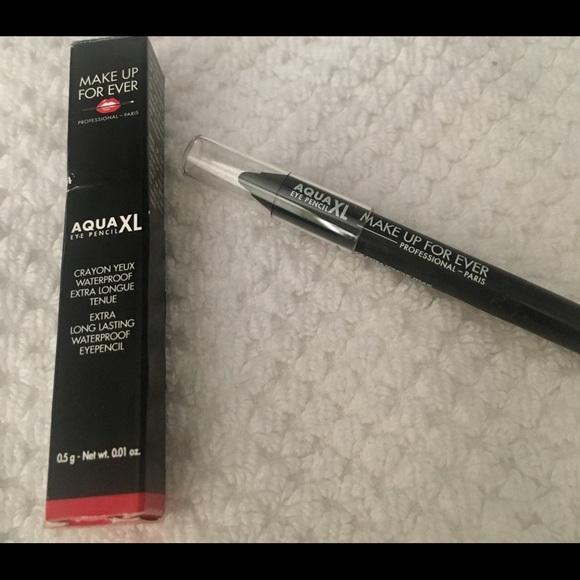 MAKE UP
FOR EVER
PROFESSIONAL – PARIS
AQUA XL
EYE PENCIL
CRAYON YEUX
WATERPROOF
EXTRA LONGUE
TENUE
EXTRA
LONG LASTING
WATERPROOF
EYEPENCIL
0.5 g - Net wt. 0.01 oz.
AQUA XL
EYE PENCIL
MAKE UP FOR EVER
PROFESSIONAL – PARIS